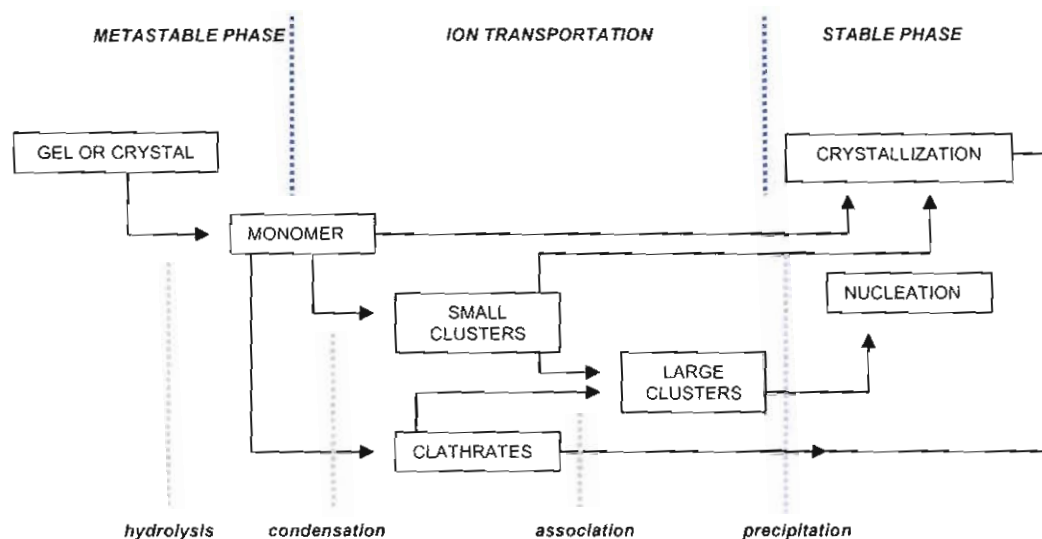 METASTABLE PHASE
ION TRANSPORTATION
STABLE PHASE
GEL OR CRYSTAL
CRYSTALLIZATION
MONOMER
NUCLEATION
SMALL
CLUSTERS
LARGE
CLUSTERS
CLATHRATES
hydrolysis
condensation
association
precipitation